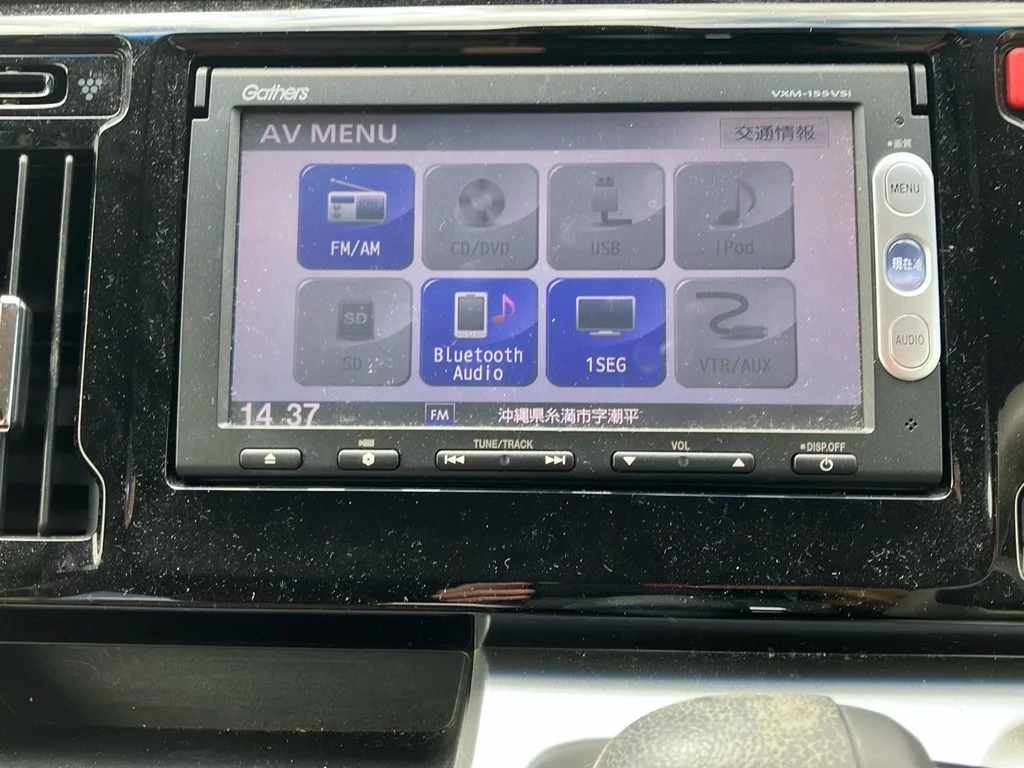 Gathers
VXM-155VSi
AV MENU
交通情報
FM/AM
CD/DVD
USB
iPod
SD
SD
Bluetooth
Audio
1SEG
VTR/AUX
14 37
FM
沖縄県糸満市字潮平
画質
MENU
現在地
AUDIO
TUNE/TRACK
VOL
DISP.OFF